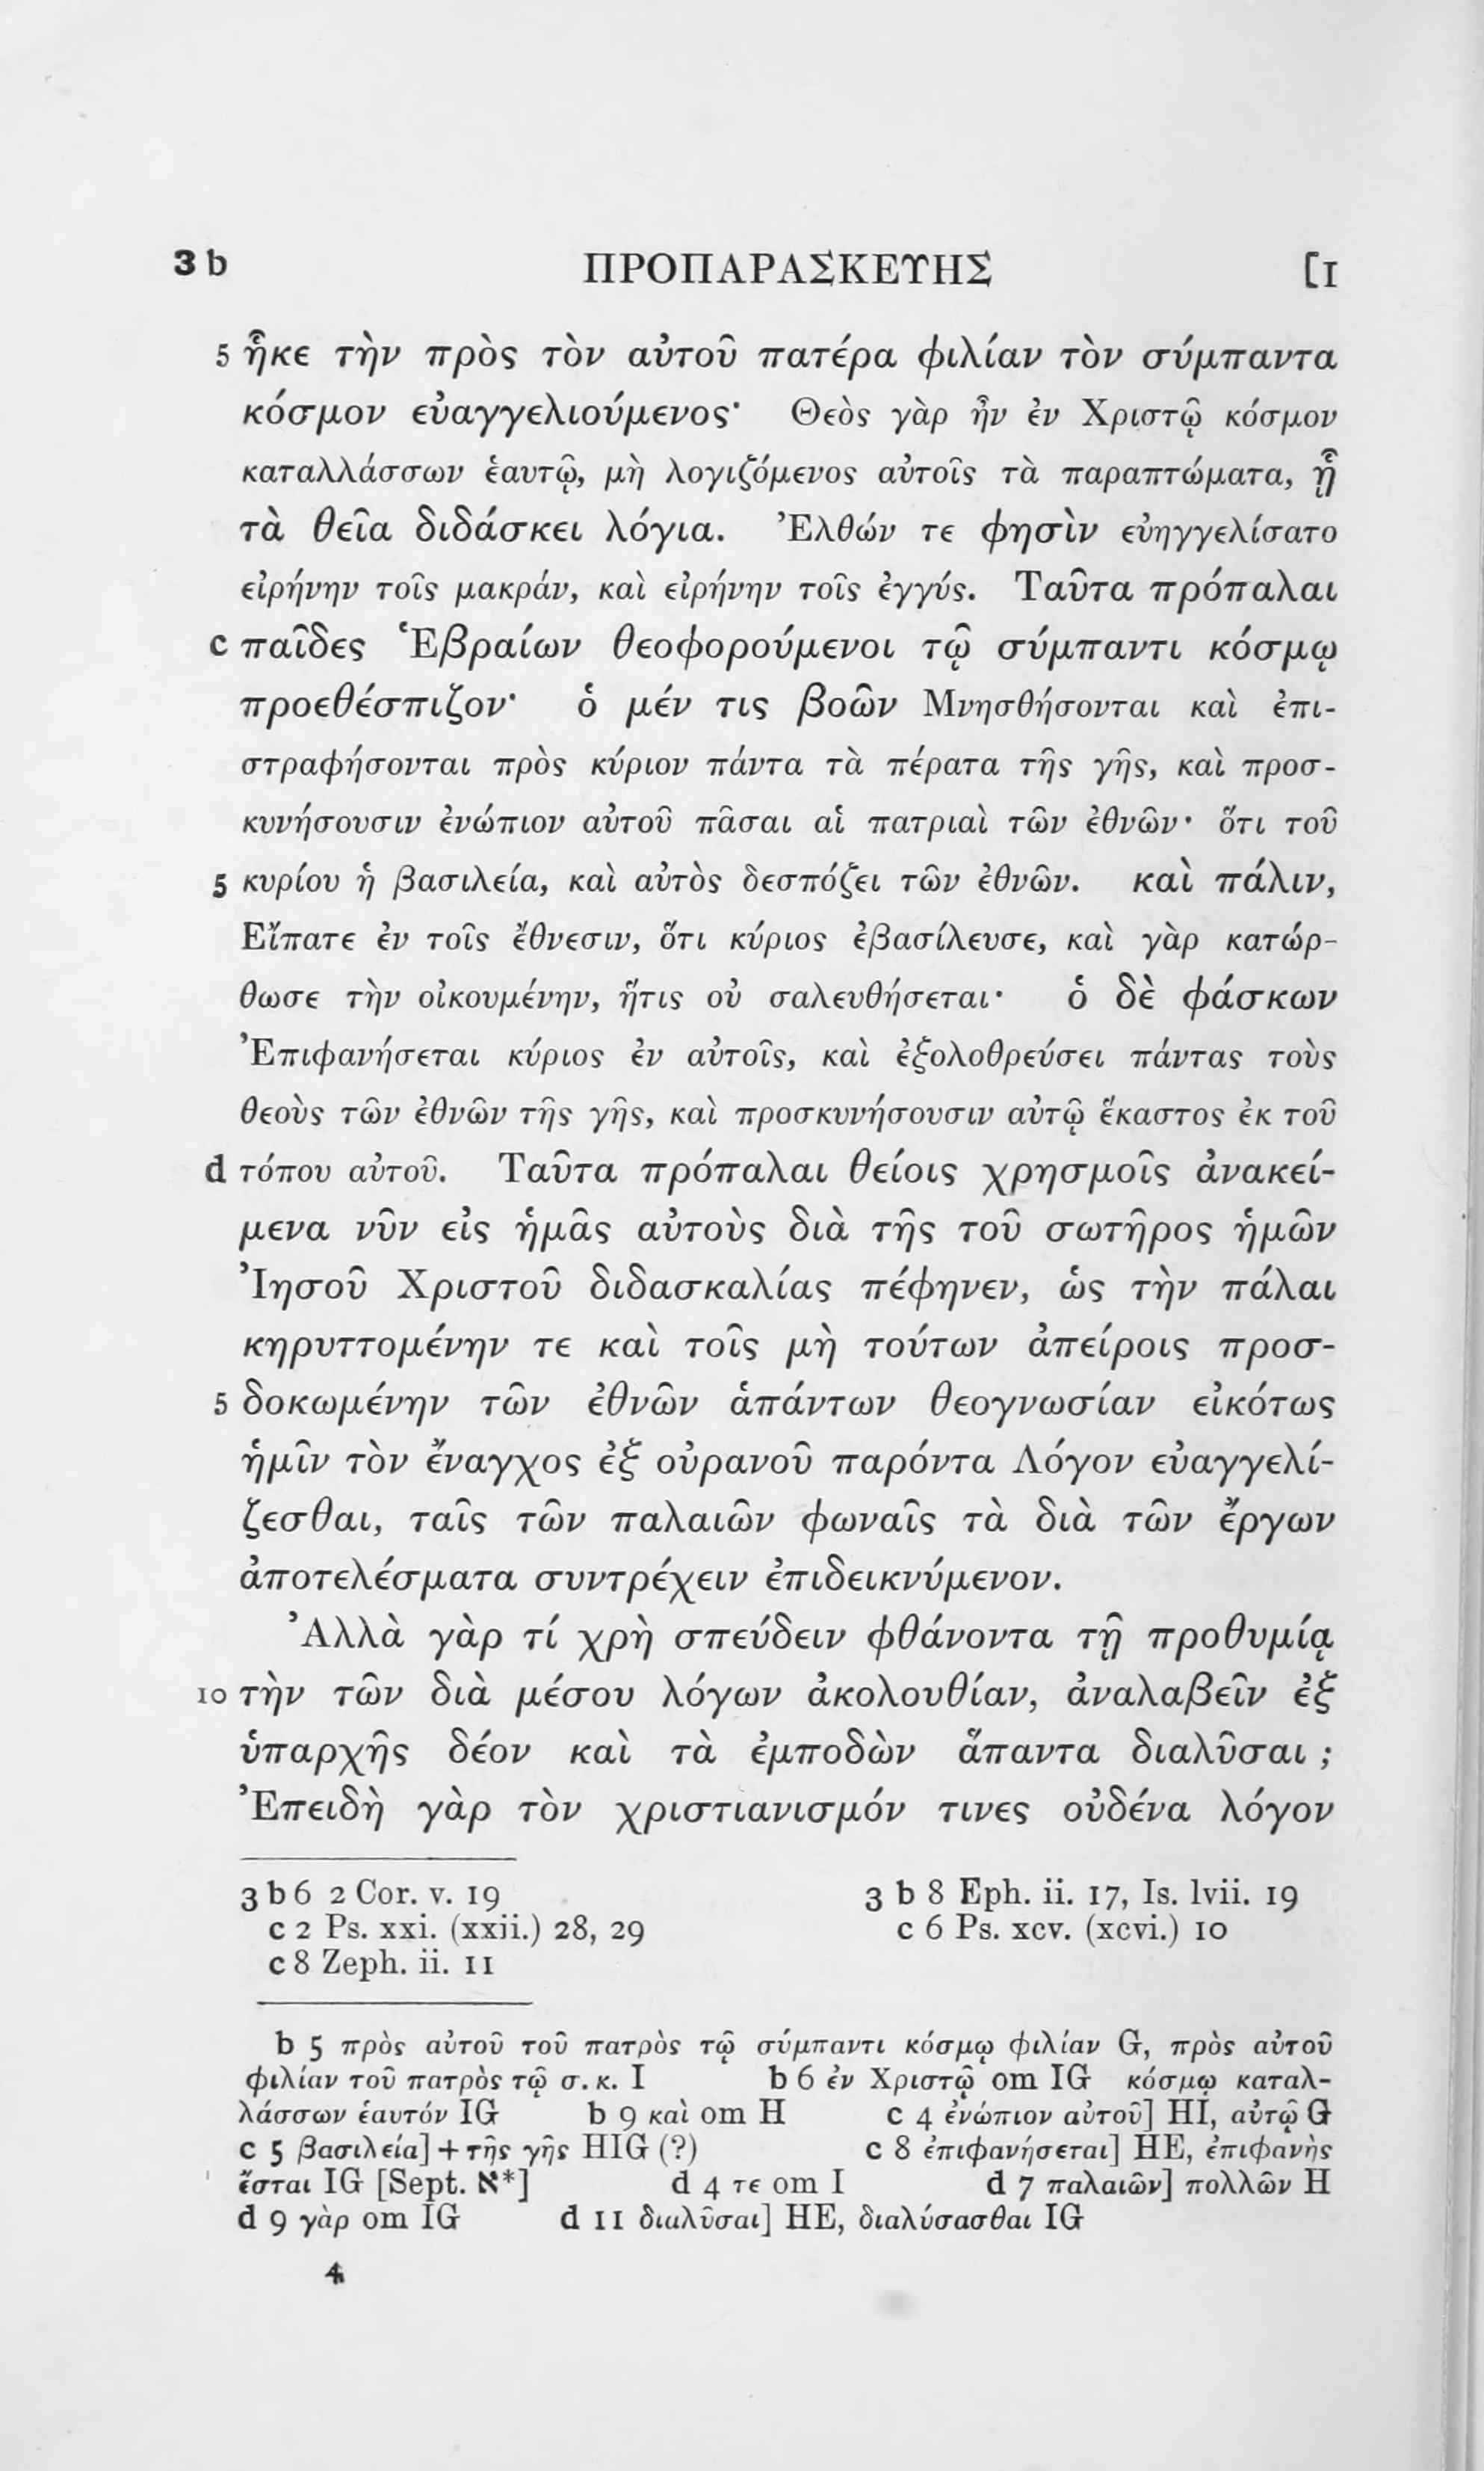 3 b ΠΡΟΠΑΡΑΣΚΕΥΗΣ [1
5 ἧκε τὴν πρὸς τὸν αὐτοῦ πατέρα φιλίαν τὸν σύμπαντα
κόσμον εὐαγγελιούμενος· Θεὸς γὰρ ἦν ἐν Χριστῷ κόσμον
καταλλάσσων ἑαυτῷ, μὴ λογιζόμενος αὐτοῖς τὰ παραπτώματα, ᾗ
τὰ θεῖα διδάσκει λόγια. Ἐλθών τε φησὶν εὐηγγελίσατο
εἰρήνην τοῖς μακράν, καὶ εἰρήνην τοῖς ἐγγύς. Ταῦτα πρόπαλαι
c παῖδες Ἑβραίων θεοφορούμενοι τῷ σύμπαντι κόσμῳ
προεθέσπιζον· ὁ μέν τις βοῶν Μνησθήσονται καὶ ἐπι-
στραφήσονται πρὸς κύριον πάντα τὰ πέρατα τῆς γῆς, καὶ προσ-
κυνήσουσιν ἐνώπιον αὐτοῦ πᾶσαι αἱ πατριαὶ τῶν ἐθνῶν· ὅτι τοῦ
5 κυρίου ἡ βασιλεία, καὶ αὐτὸς δεσπόζει τῶν ἐθνῶν. καὶ πάλιν,
Εἴπατε ἐν τοῖς ἔθνεσιν, ὅτι κύριος ἐβασίλευσε, καὶ γὰρ κατώρ-
θωσε τὴν οἰκουμένην, ἥτις οὐ σαλευθήσεται· ὁ δὲ φάσκων
Ἐπιφανήσεται κύριος ἐν αὐτοῖς, καὶ ἐξολοθρεύσει πάντας τοὺς
θεοὺς τῶν ἐθνῶν τῆς γῆς, καὶ προσκυνήσουσιν αὐτῷ ἕκαστος ἐκ τοῦ
d τόπου αὐτοῦ. Ταῦτα πρόπαλαι θείοις χρησμοῖς ἀνακεί-
μενα νῦν εἰς ἡμᾶς αὐτοὺς διὰ τῆς τοῦ σωτῆρος ἡμῶν
Ἰησοῦ Χριστοῦ διδασκαλίας πέφηνεν, ὡς τὴν πάλαι
κηρυττομένην τε καὶ τοῖς μὴ τούτων ἀπείροις προσ-
5 δοκωμένην τῶν ἐθνῶν ἁπάντων θεογνωσίαν εἰκότως
ἡμῖν τὸν ἔναγχος ἐξ οὐρανοῦ παρόντα Λόγον εὐαγγελί-
ζεσθαι, ταῖς τῶν παλαιῶν φωναῖς τὰ διὰ τῶν ἔργων
ἀποτελέσματα συντρέχειν ἐπιδεικνύμενον.
Ἀλλὰ γὰρ τί χρὴ σπεύδειν φθάνοντα τῇ προθυμίᾳ
10 τὴν τῶν διὰ μέσου λόγων ἀκολουθίαν, ἀναλαβεῖν ἐξ
ὑπαρχῆς δέον καὶ τὰ ἐμποδὼν ἅπαντα διαλῦσαι ;
Ἐπειδὴ γὰρ τὸν χριστιανισμόν τινες οὐδένα λόγον
3 b 6 2 Cor. v. 19 3 b 8 Eph. ii. 17, Is. lvii. 19
c 2 Ps. xxi. (xxii.) 28, 29 c 6 Ps. xcv. (xcvi.) 10
c 8 Zeph. ii. 11
b 5 πρὸς αὐτοῦ τοῦ πατρὸς τῷ σύμπαντι κόσμῳ φιλίαν G, πρὸς αὐτοῦ
φιλίαν τοῦ πατρὸς τῷ σ. κ. I b 6 ἐν Χριστῷ om IG κόσμῳ καταλ-
λάσσων ἑαυτόν IG b 9 καὶ om H c 4 ἐνώπιον αὐτοῦ] HI, αὐτῷ G
c 5 βασιλεία] + τῆς γῆς HIG (?) c 8 ἐπιφανήσεται] HE, ἐπιφανὴς
ἔσται IG [Sept. א*] d 4 τε om I d 7 παλαιῶν] πολλῶν H
d 9 γὰρ om IG d 11 διαλῦσαι] HE, διαλύσασθαι IG
4